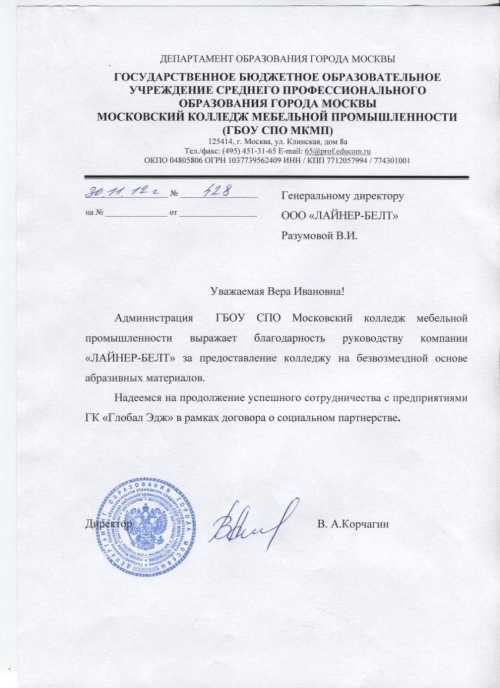 ДЕПАРТАМЕНТ ОБРАЗОВАНИЯ ГОРОДА МОСКВЫ
ГОСУДАРСТВЕННОЕ БЮДЖЕТНОЕ ОБРАЗОВАТЕЛЬНОЕ
УЧРЕЖДЕНИЕ СРЕДНЕГО ПРОФЕССИОНАЛЬНОГО
ОБРАЗОВАНИЯ ГОРОДА МОСКВЫ
МОСКОВСКИЙ КОЛЛЕДЖ МЕБЕЛЬНОЙ ПРОМЫШЛЕННОСТИ
(ГБОУ СПО МКМП)
125414, г. Москва, ул. Клинская, дом 8а
Тел./факс: (495) 451-31-65 E-mail: 65@prof.educom.ru
ОКПО 04805806 ОГРН 1037739562409 ИНН / КПП 7712057994 / 774301001
30.11.12 г № 428
на № от
Генеральному директору
ООО «ЛАЙНЕР-БЕЛТ»
Разумовой В.И.
Уважаемая Вера Ивановна!
Администрация ГБОУ СПО Московский колледж мебельной
промышленности выражает благодарность руководству компании
«ЛАЙНЕР-БЕЛТ» за предоставление колледжу на безвозмездной основе
абразивных материалов.
Надеемся на продолжение успешного сотрудничества с предприятиями
ГК «Глобал Эдж» в рамках договора о социальном партнерстве.
ДЕПАРТАМЕНТ ОБРАЗОВАНИЯ ГОРОДА МОСКВЫ
Директор В. А.Корчагин